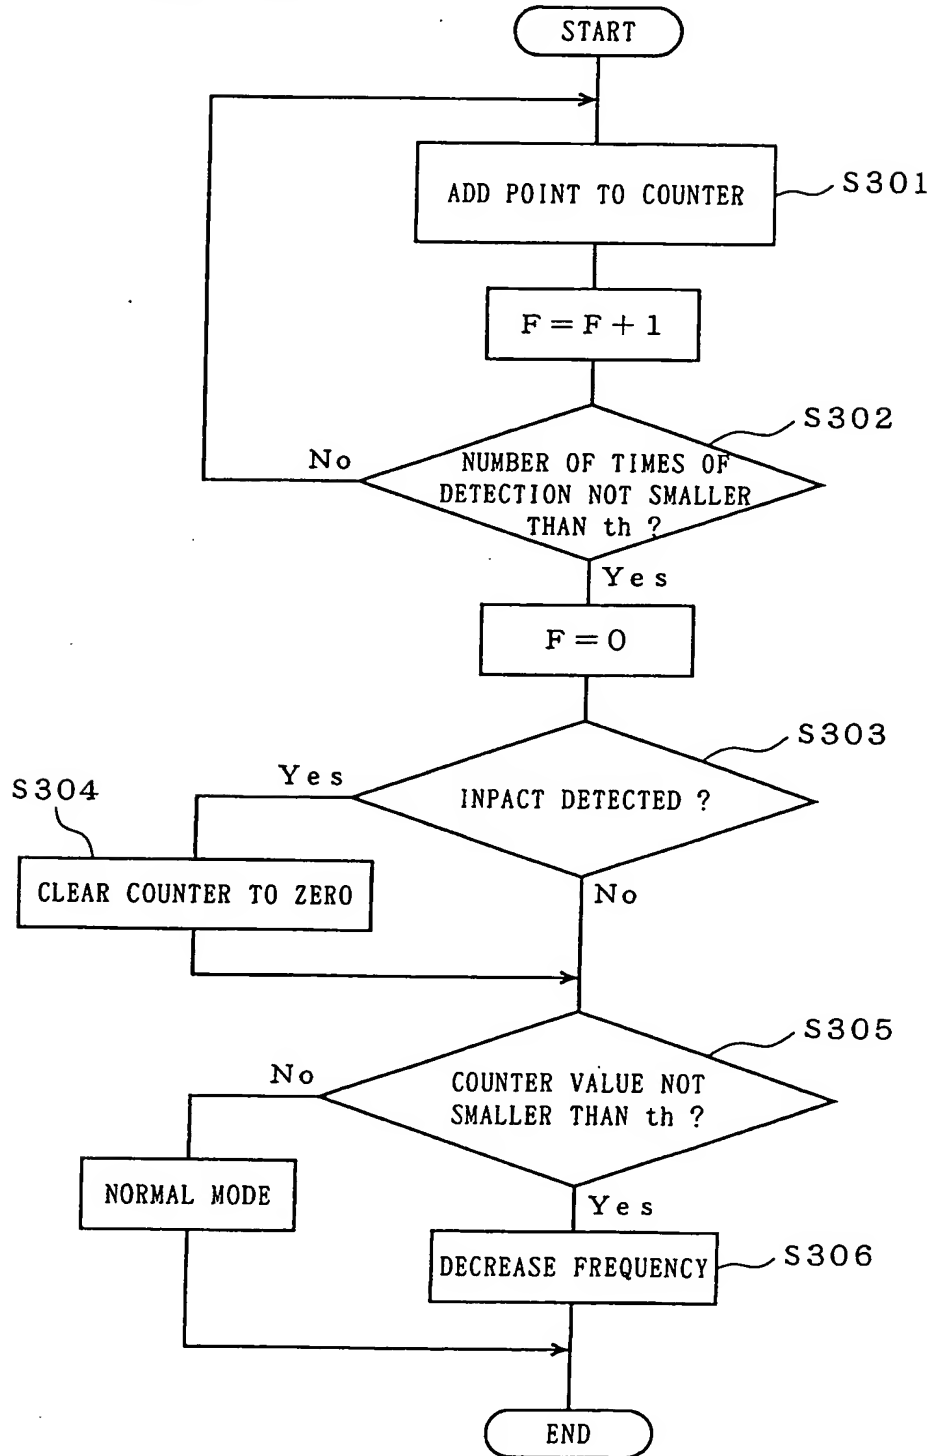 START
ADD POINT TO COUNTER
S301
F = F + 1
S302
No
NUMBER OF TIMES OF
DETECTION NOT SMALLER
THAN th ?
Yes
F = 0
S303
Yes
INPACT DETECTED ?
S304
CLEAR COUNTER TO ZERO
No
S305
No
COUNTER VALUE NOT
SMALLER THAN th ?
NORMAL MODE
Yes
DECREASE FREQUENCY
S306
END